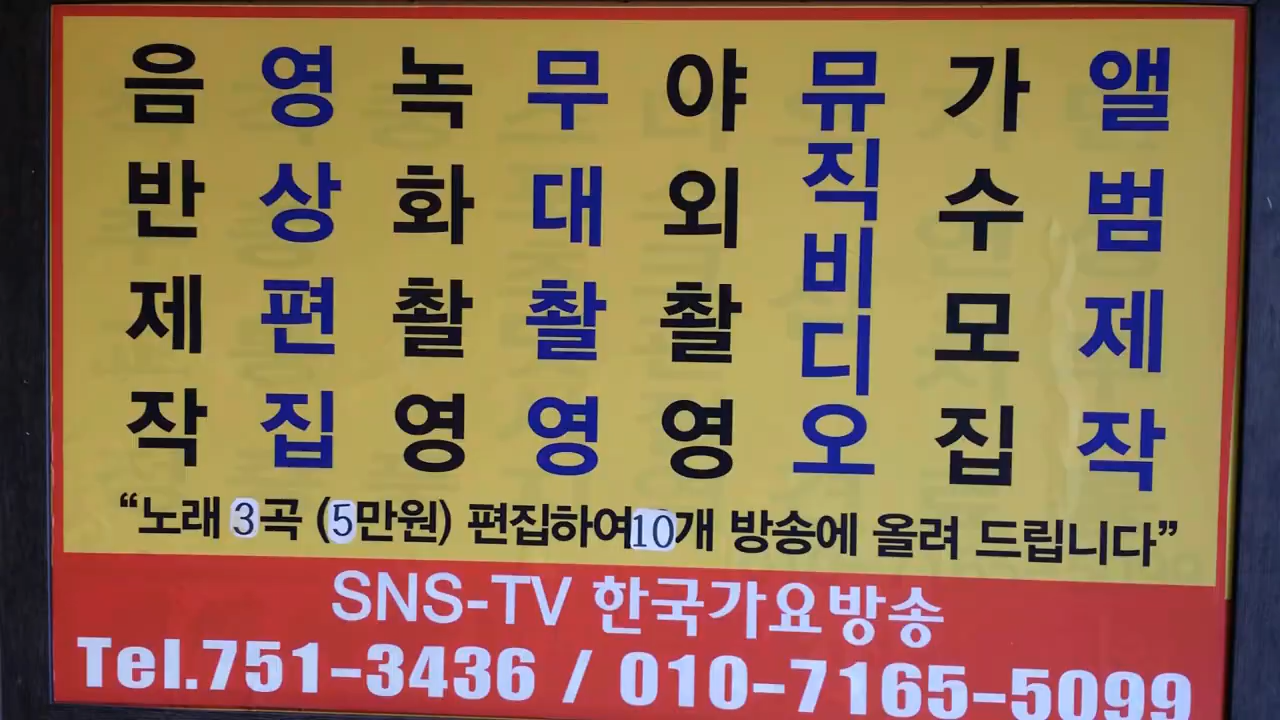 음반제작
영상편집
녹화촬영
무대촬영
야외촬영
뮤직비디오
가수모집
앨범제작
“노래 3곡 (5만원) 편집하여10개 방송에 올려 드립니다”
SNS-TV 한국가요방송
Tel.751-3436 / 010-7165-5099